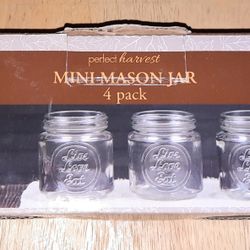 perfect harvest
MINI MASON JAR
4 pack
Live
Love
Eat
Live
Love
Eat